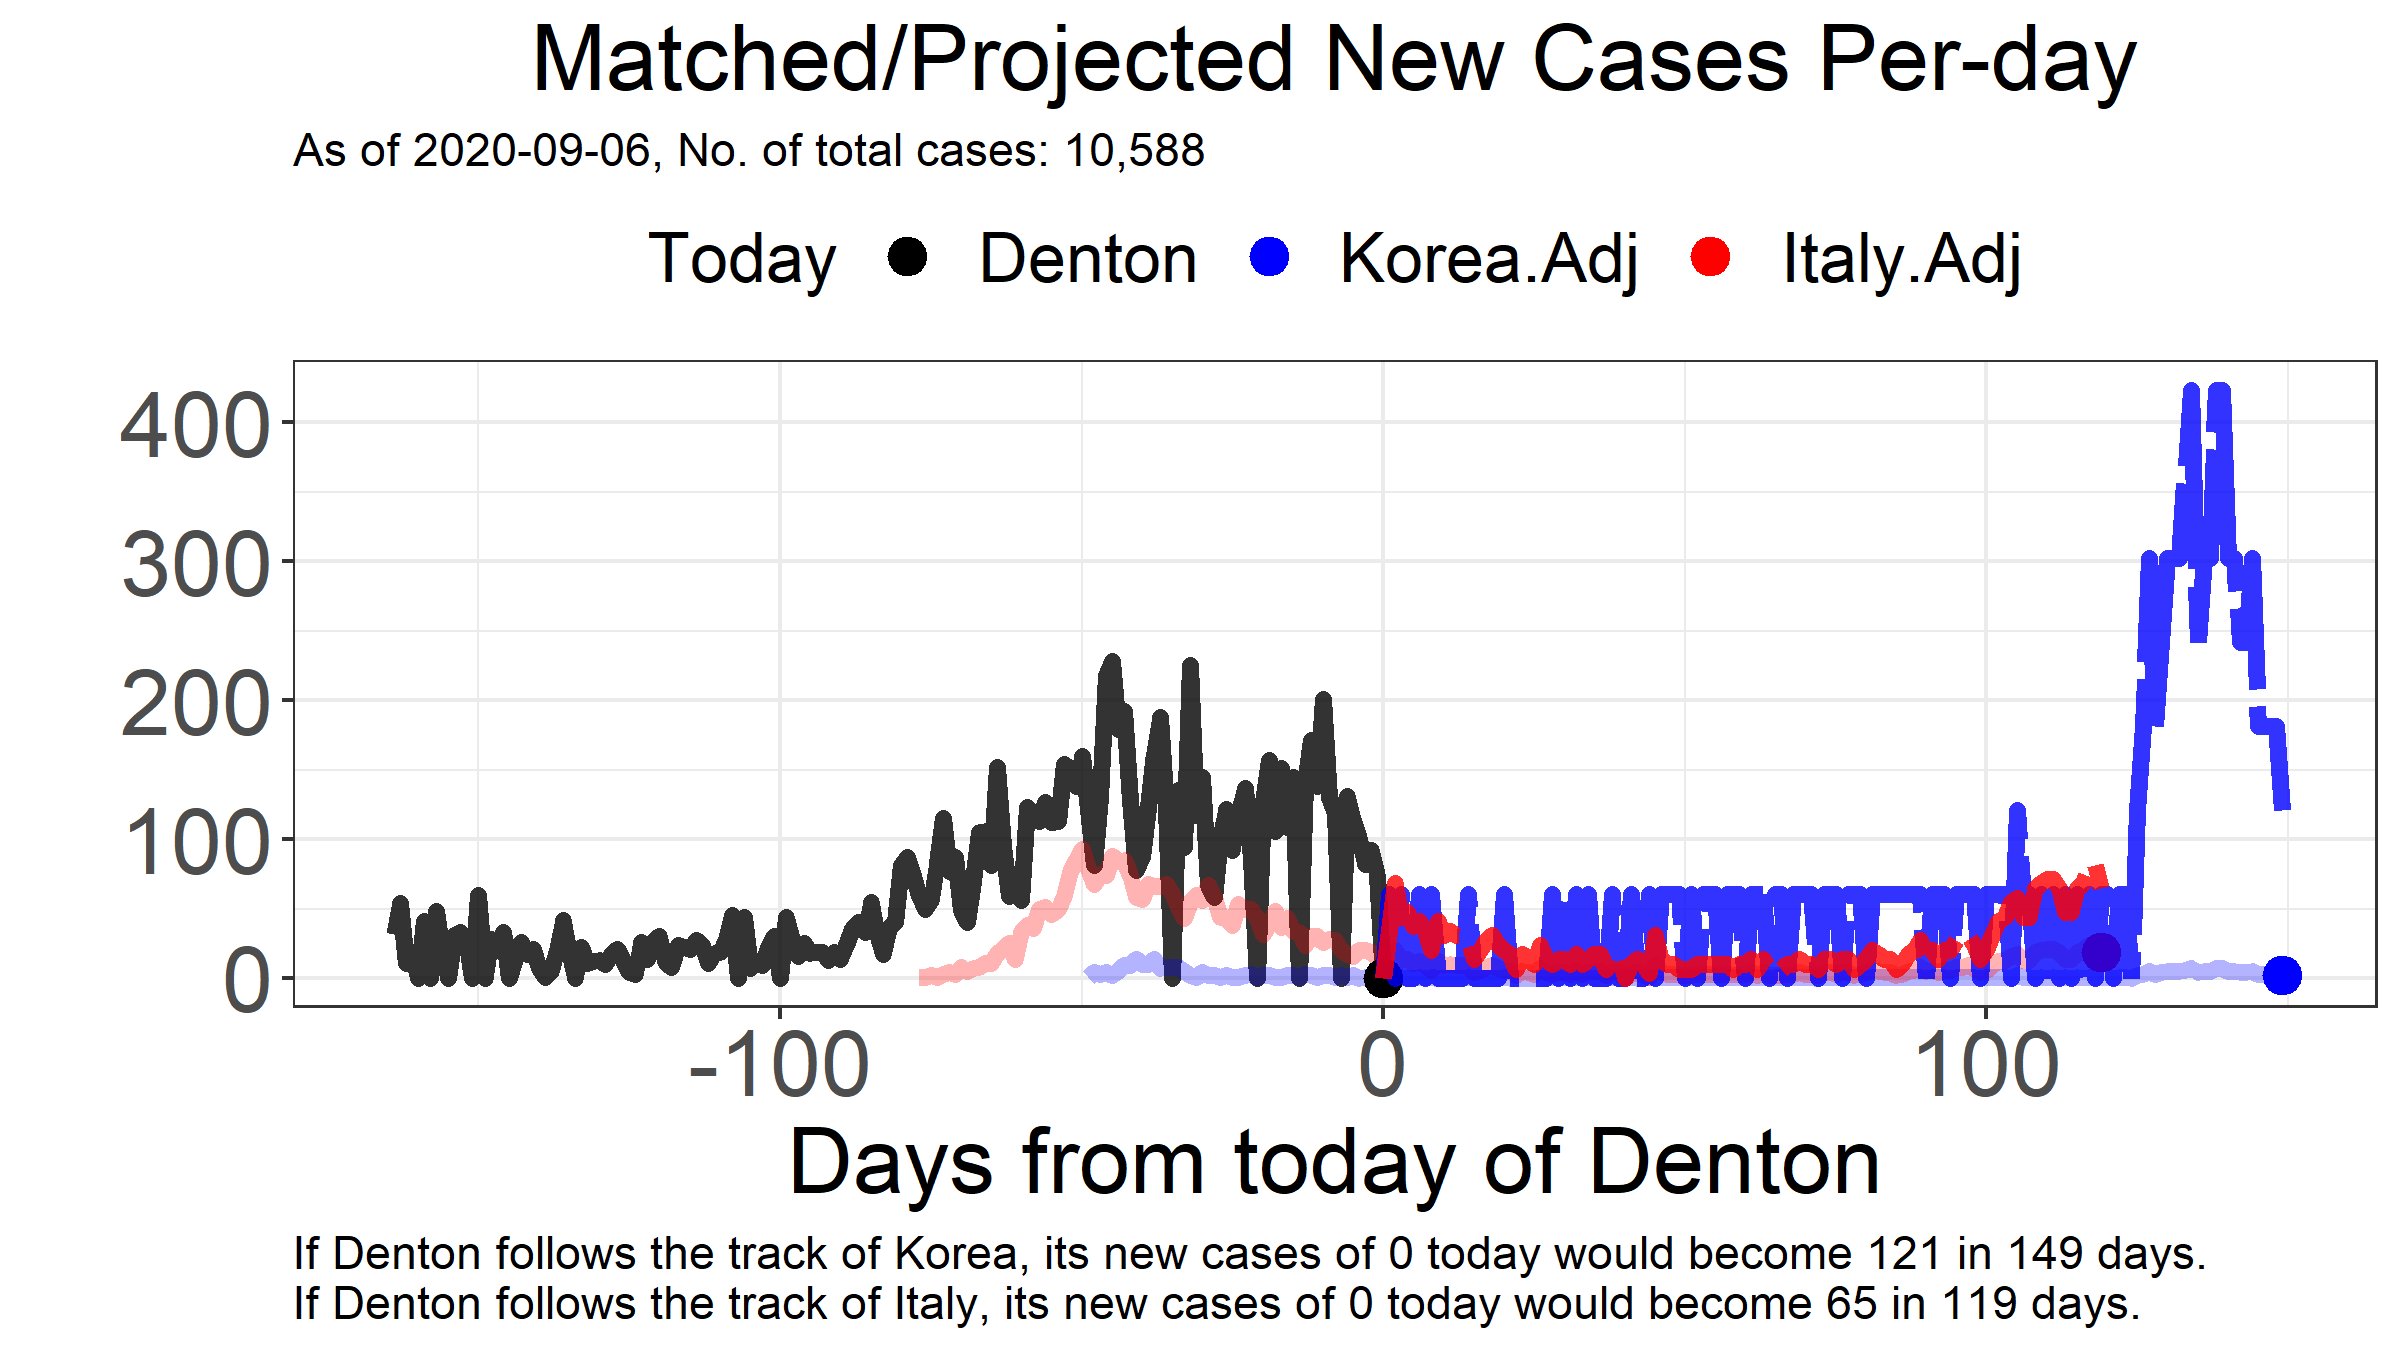 Matched/Projected New Cases Per-day
As of 2020-09-06, No. of total cases: 10,588
Today Denton Korea.Adj Italy.Adj
400
300
200
100
0
-100 0 100
Days from today of Denton
If Denton follows the track of Korea, its new cases of 0 today would become 121 in 149 days.
If Denton follows the track of Italy, its new cases of 0 today would become 65 in 119 days.